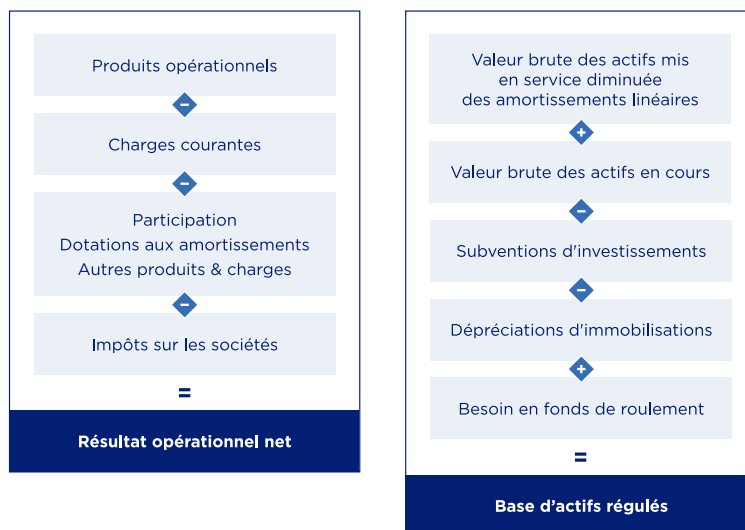 Produits opérationnels
-
Charges courantes
-
Participation
Dotations aux amortissements
Autres produits & charges
-
Impôts sur les sociétés
=
Résultat opérationnel net
Valeur brute des actifs mis
en service diminuée
des amortissements linéaires
+
Valeur brute des actifs en cours
-
Subventions d'investissements
-
Dépréciations d'immobilisations
+
Besoin en fonds de roulement
=
Base d’actifs régulés